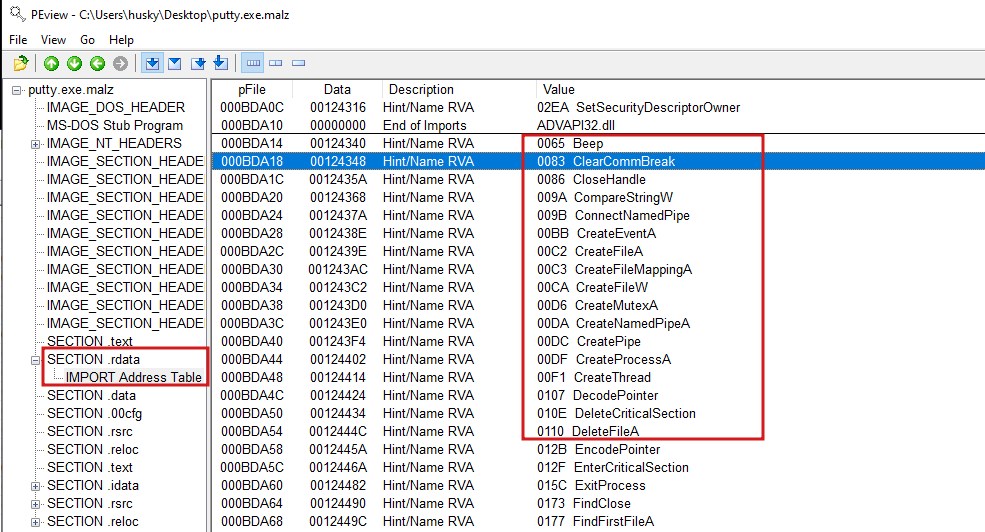 PEview - C:\Users\husky\Desktop\putty.exe.malz
File View Go Help
putty.exe.malz
IMAGE_DOS_HEADER
MS-DOS Stub Program
IMAGE_NT_HEADERS
IMAGE_SECTION_HEADE
IMAGE_SECTION_HEADE
IMAGE_SECTION_HEADE
IMAGE_SECTION_HEADE
IMAGE_SECTION_HEADE
IMAGE_SECTION_HEADE
IMAGE_SECTION_HEADE
IMAGE_SECTION_HEADE
IMAGE_SECTION_HEADE
IMAGE_SECTION_HEADE
SECTION .text
SECTION .rdata
IMPORT Address Table
SECTION .data
SECTION .00cfg
SECTION .rsrc
SECTION .reloc
SECTION .text
SECTION .idata
SECTION .rsrc
SECTION .reloc
pFile Data Description Value
000BDA0C 00124316 Hint/Name RVA 02EA SetSecurityDescriptorOwner
000BDA10 00000000 End of Imports ADVAPI32.dll
000BDA14 00124340 Hint/Name RVA 0065 Beep
000BDA18 00124348 Hint/Name RVA 0083 ClearCommBreak
000BDA1C 0012435A Hint/Name RVA 0086 CloseHandle
000BDA20 00124368 Hint/Name RVA 009A CompareStringW
000BDA24 0012437A Hint/Name RVA 009B ConnectNamedPipe
000BDA28 0012438E Hint/Name RVA 00BB CreateEventA
000BDA2C 0012439E Hint/Name RVA 00C2 CreateFileA
000BDA30 001243AC Hint/Name RVA 00C3 CreateFileMappingA
000BDA34 001243C2 Hint/Name RVA 00CA CreateFileW
000BDA38 001243D0 Hint/Name RVA 00D6 CreateMutexA
000BDA3C 001243E0 Hint/Name RVA 00DA CreateNamedPipeA
000BDA40 001243F4 Hint/Name RVA 00DC CreatePipe
000BDA44 00124402 Hint/Name RVA 00DF CreateProcessA
000BDA48 00124414 Hint/Name RVA 00F1 CreateThread
000BDA4C 00124424 Hint/Name RVA 0107 DecodePointer
000BDA50 00124434 Hint/Name RVA 010E DeleteCriticalSection
000BDA54 0012444C Hint/Name RVA 0110 DeleteFileA
000BDA58 0012445A Hint/Name RVA 012B EncodePointer
000BDA5C 0012446A Hint/Name RVA 012F EnterCriticalSection
000BDA60 00124482 Hint/Name RVA 015C ExitProcess
000BDA64 00124490 Hint/Name RVA 0173 FindClose
000BDA68 0012449C Hint/Name RVA 0177 FindFirstFileA